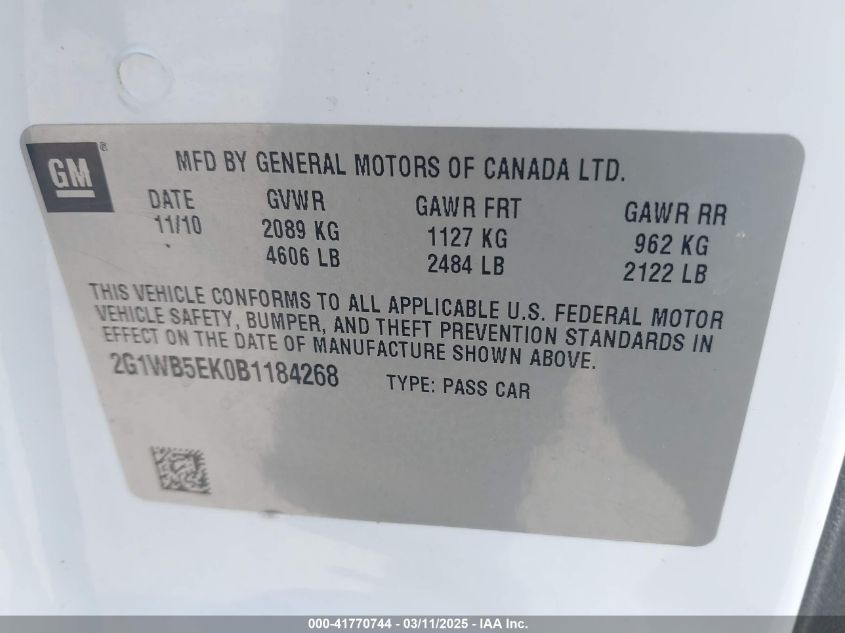 GM ®
MFD BY GENERAL MOTORS OF CANADA LTD.
DATE GVWR GAWR FRT GAWR RR
11/10 2089 KG 1127 KG 962 KG
4606 LB 2484 LB 2122 LB
THIS VEHICLE CONFORMS TO ALL APPLICABLE U.S. FEDERAL MOTOR
VEHICLE SAFETY, BUMPER, AND THEFT PREVENTION STANDARDS IN
EFFECT ON THE DATE OF MANUFACTURE SHOWN ABOVE.
2G1WB5EK0B1184268 TYPE: PASS CAR
000-41770744 - 03/11/2025 - IAA Inc.